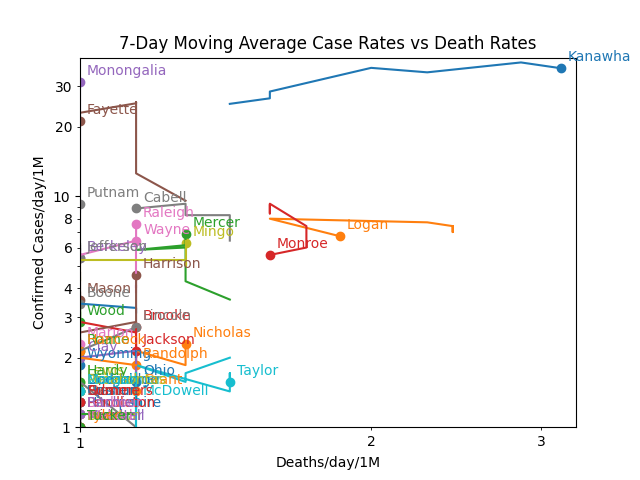 7-Day Moving Average Case Rates vs Death Rates
Kanawha
Monongalia
Fayette
Putnam
Cabell
Raleigh
Mercer
Logan
Wayne
Mingo
Berkeley
Monroe
Harrison
Mason
Boone
Wood
Brooke
Nicholas
Jackson
Clay
Wyoming
Randolph
Hardy
Ohio
Taylor
Grant
McDowell
30
20
10
8
6
4
3
2
1
1
2
3
Confirmed Cases/day/1M
Deaths/day/1M